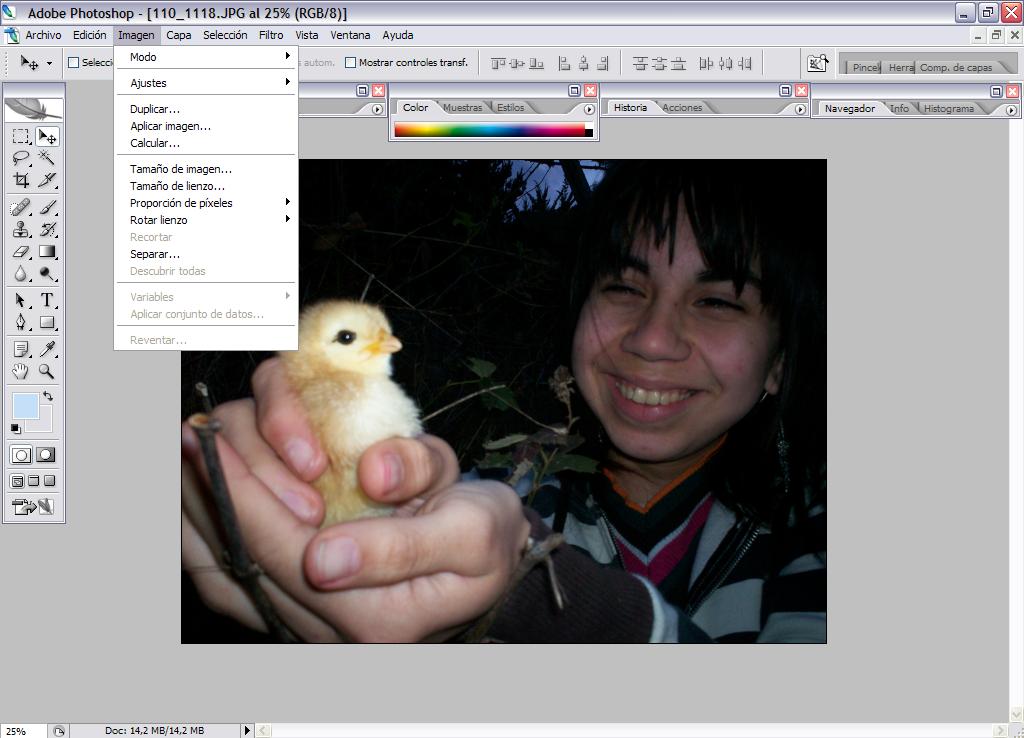 Adobe Photoshop - [110_1118.JPG al 25% (RGB/8)]
Archivo Edición Imagen Capa Selección Filtro Vista Ventana Ayuda
Selecci autom. Mostrar controles transf. Pincel Herra Comp. de capas
Color Muestras Estilos Historia Acciones Navegador Info Histograma
Modo
Ajustes
Duplicar...
Aplicar imagen...
Calcular...
Tamaño de imagen...
Tamaño de lienzo...
Proporción de píxeles
Rotar lienzo
Recortar
Separar...
Descubrir todas
Variables
Aplicar conjunto de datos...
Reventar...
T
25% Doc: 14,2 MB/14,2 MB